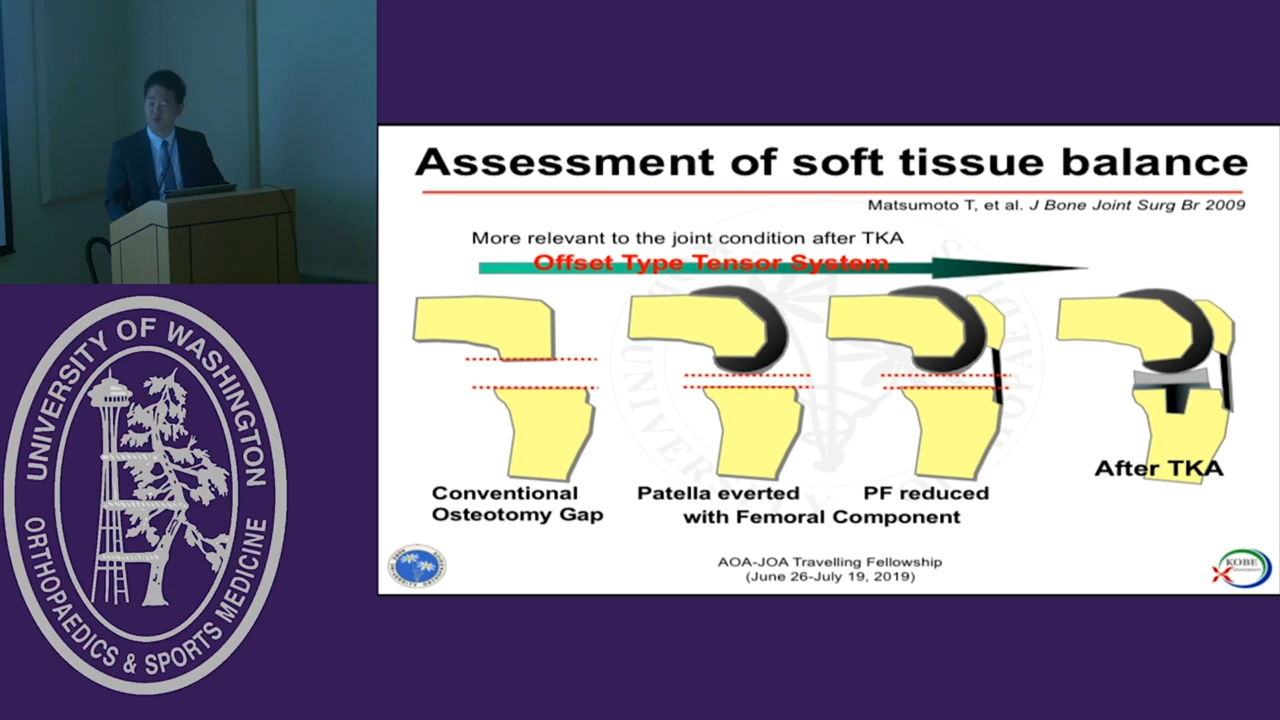 Assessment of soft tissue balance
Matsumoto T, et al. J Bone Joint Surg Br 2009
More relevant to the joint condition after TKA
Offset Type Tensor System
Conventional
Osteotomy Gap
Patella everted
PF reduced
with Femoral Component
After TKA
AOA-JOA Travelling Fellowship
(June 26-July 19, 2019)
KOBE
UNIVERSITY OF WASHINGTON
ORTHOPAEDICS & SPORTS MEDICINE